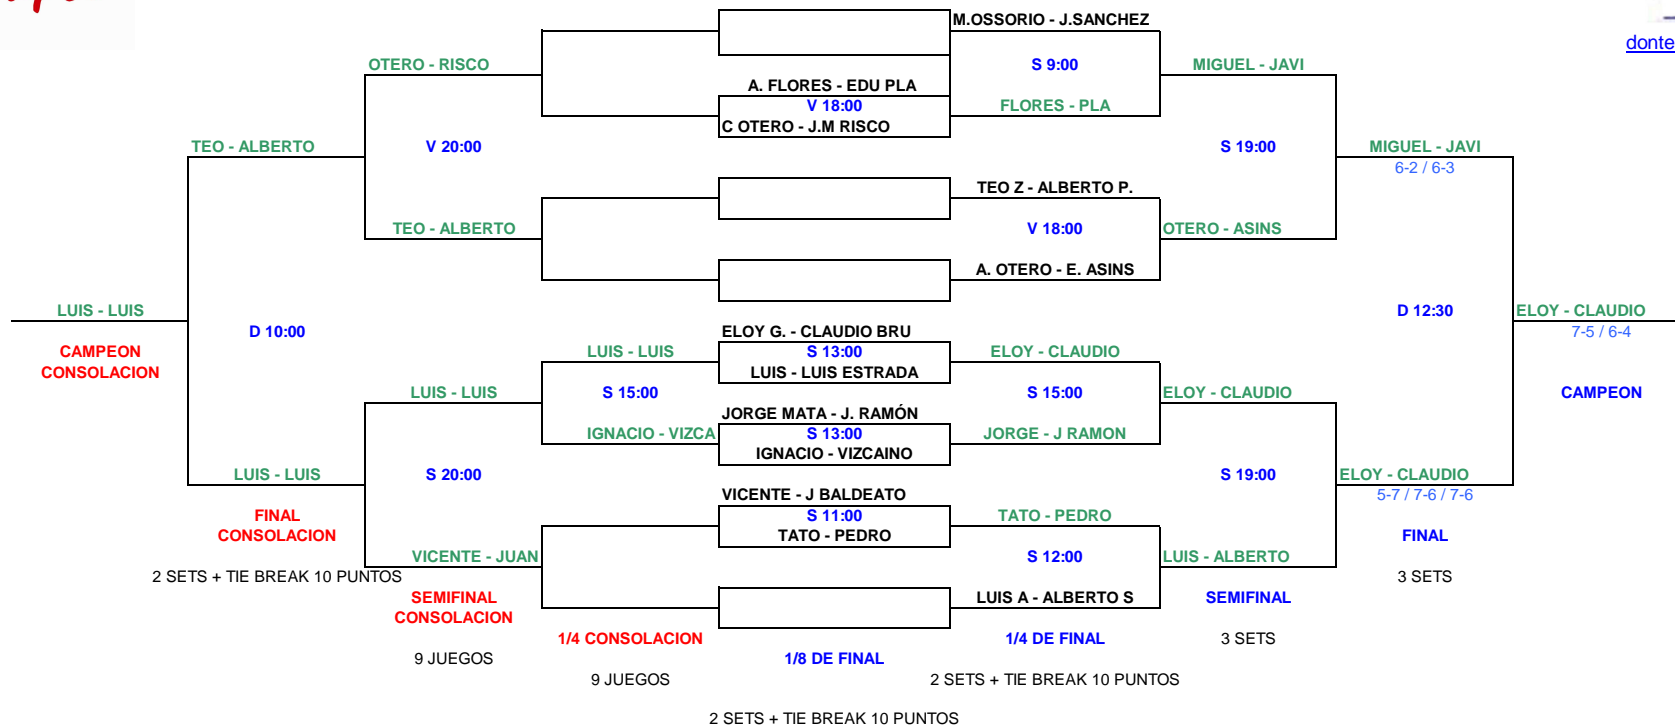 M.OSSORIO - J.SANCHEZ
donte
OTERO - RISCO
S 9:00
MIGUEL - JAVI
A. FLORES - EDU PLA
V 18:00
FLORES - PLA
C OTERO - J.M RISCO
TEO - ALBERTO
V 20:00
S 19:00
MIGUEL - JAVI
6-2 / 6-3
TEO Z - ALBERTO P.
TEO - ALBERTO
V 18:00
OTERO - ASINS
A. OTERO - E. ASINS
LUIS - LUIS
D 10:00
D 12:30
ELOY - CLAUDIO
7-5 / 6-4
ELOY G. - CLAUDIO BRU
CAMPEON
CONSOLACION
LUIS - LUIS
S 13:00
ELOY - CLAUDIO
LUIS - LUIS ESTRADA
LUIS - LUIS
S 15:00
S 15:00
ELOY - CLAUDIO
CAMPEON
JORGE MATA - J. RAMÓN
IGNACIO - VIZCA
S 13:00
JORGE - J RAMON
IGNACIO - VIZCAINO
LUIS - LUIS
S 20:00
S 19:00
ELOY - CLAUDIO
5-7 / 7-6 / 7-6
VICENTE - J BALDEATO
FINAL
CONSOLACION
S 11:00
TATO - PEDRO
TATO - PEDRO
FINAL
VICENTE - JUAN
S 12:00
LUIS - ALBERTO
2 SETS + TIE BREAK 10 PUNTOS
3 SETS
SEMIFINAL
CONSOLACION
LUIS A - ALBERTO S
SEMIFINAL
1/4 CONSOLACION
1/4 DE FINAL
3 SETS
9 JUEGOS
1/8 DE FINAL
9 JUEGOS
2 SETS + TIE BREAK 10 PUNTOS
2 SETS + TIE BREAK 10 PUNTOS